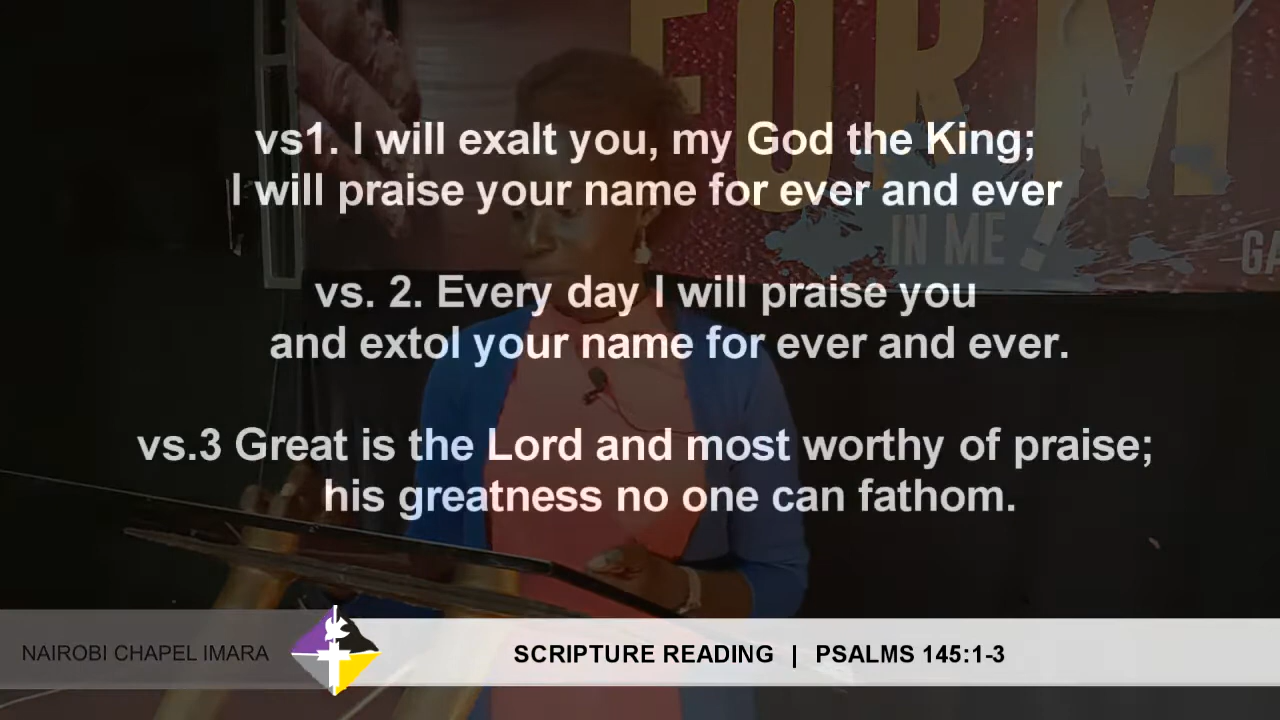 FORM
IN ME !
GA
vs1. I will exalt you, my God the King;
I will praise your name for ever and ever
vs. 2. Every day I will praise you
and extol your name for ever and ever.
vs.3 Great is the Lord and most worthy of praise;
his greatness no one can fathom.
NAIROBI CHAPEL IMARA
SCRIPTURE READING | PSALMS 145:1-3